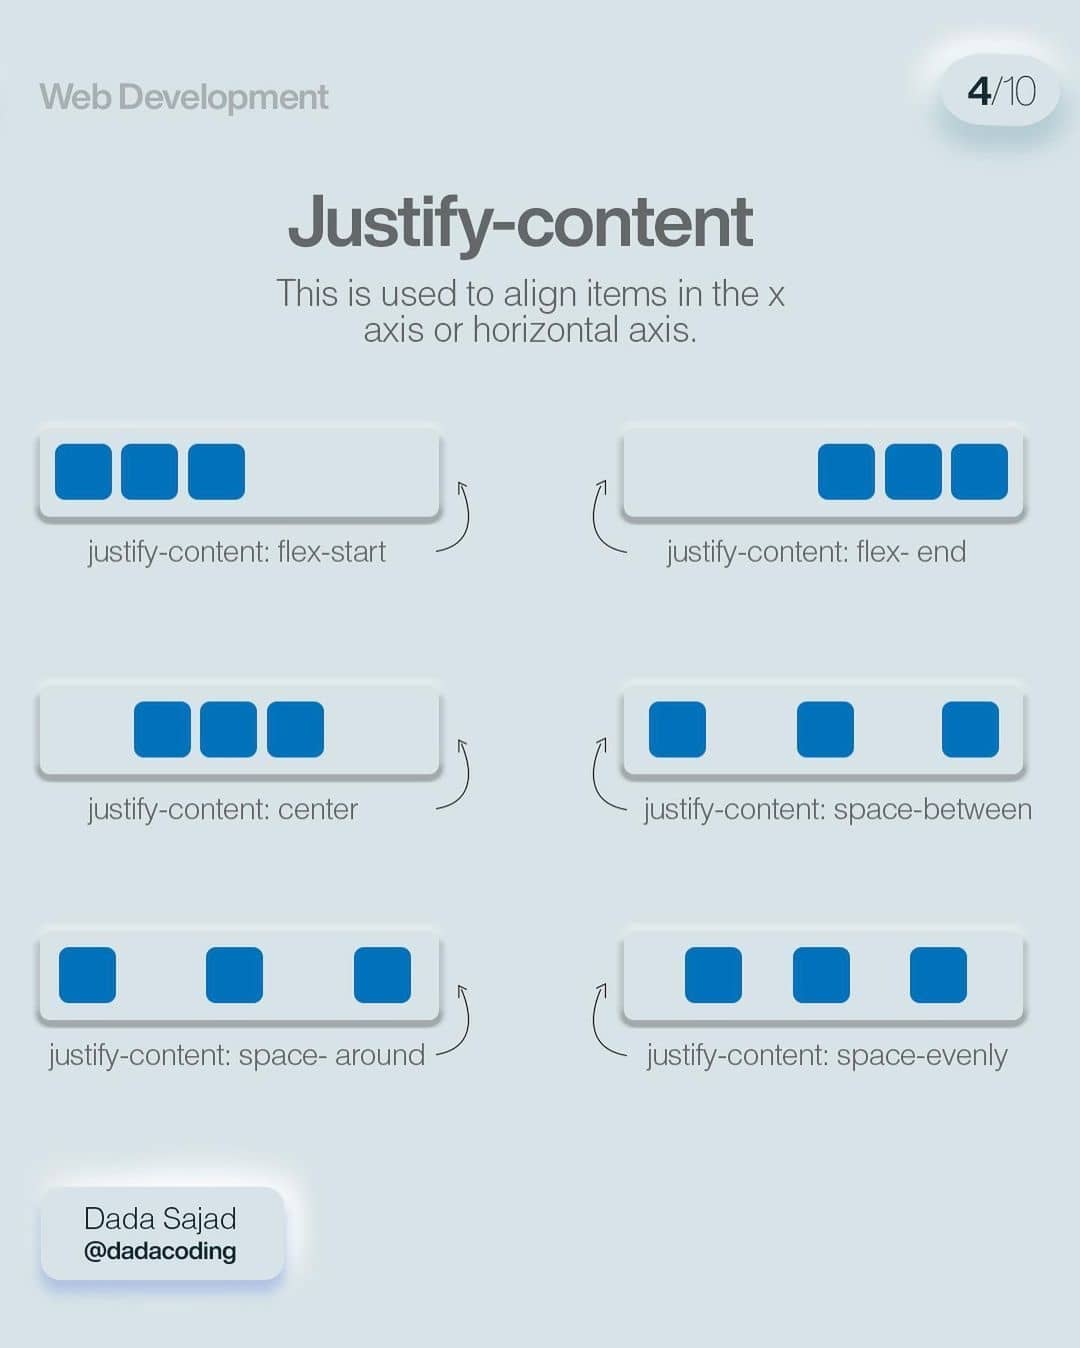 Web Development
4/10
Justify-content
This is used to align items in the x
axis or horizontal axis.
justify-content: flex-start
justify-content: flex- end
justify-content: center
justify-content: space-between
justify-content: space- around
justify-content: space-evenly
Dada Sajad
@dadacoding